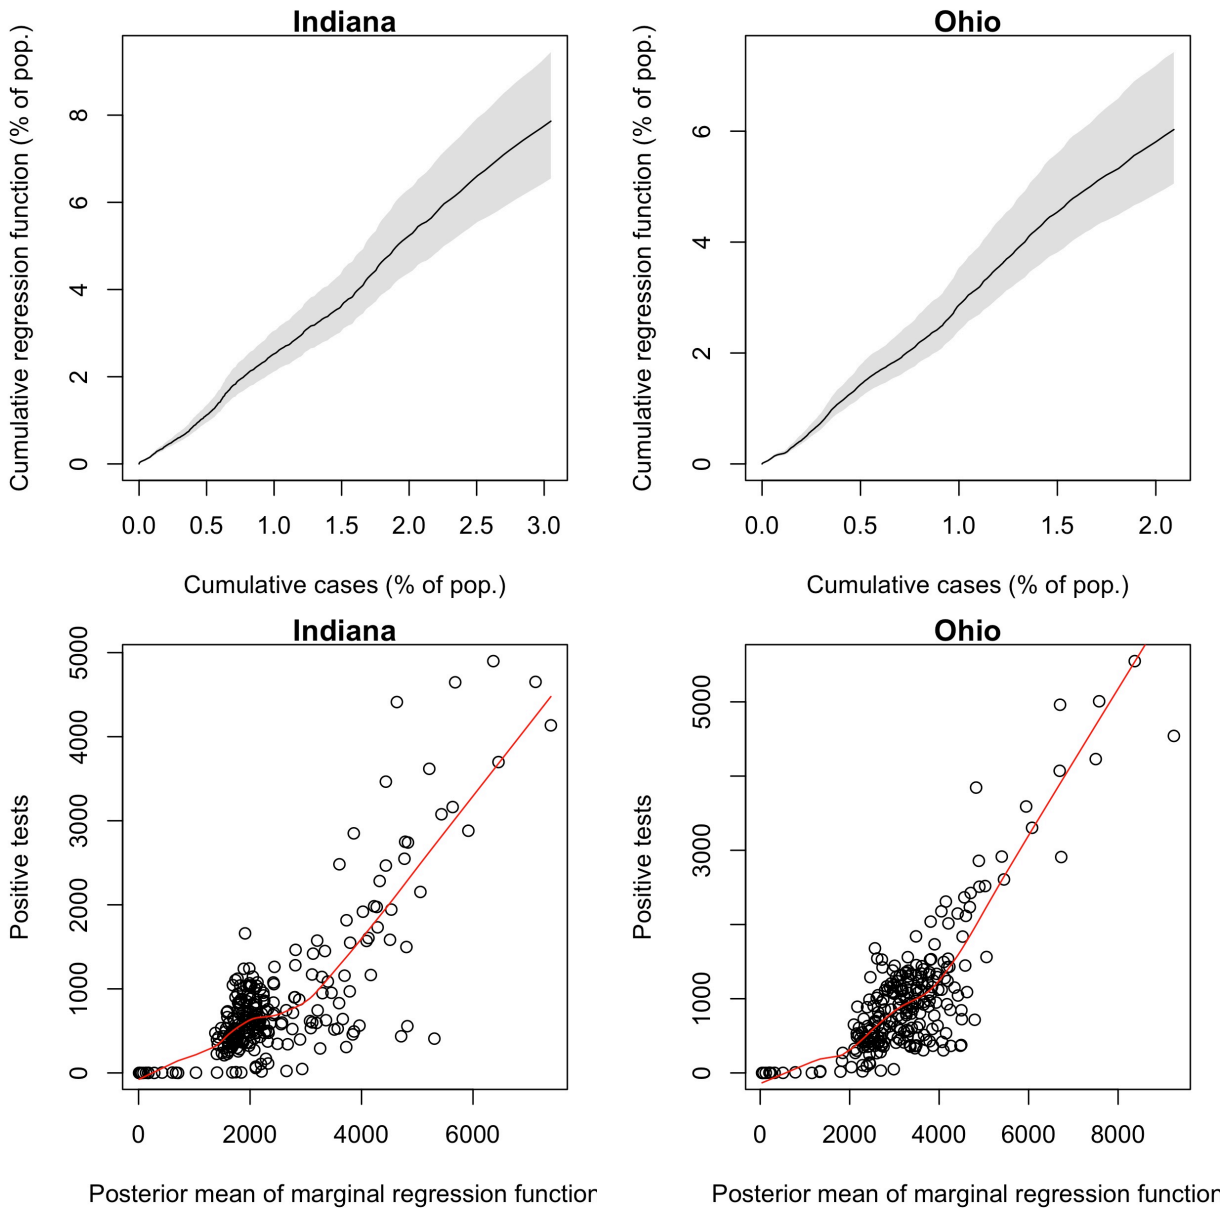 Indiana
Cumulative regression function (% of pop.)
8
6
4
2
0
0.0 0.5 1.0 1.5 2.0 2.5 3.0
Cumulative cases (% of pop.)
Ohio
Cumulative regression function (% of pop.)
6
4
2
0
0.0 0.5 1.0 1.5 2.0
Cumulative cases (% of pop.)
Indiana
Positive tests
5000
4000
3000
2000
1000
0
0 2000 4000 6000
Posterior mean of marginal regression function
Ohio
Positive tests
5000
3000
1000
0
0 2000 4000 6000 8000
Posterior mean of marginal regression function